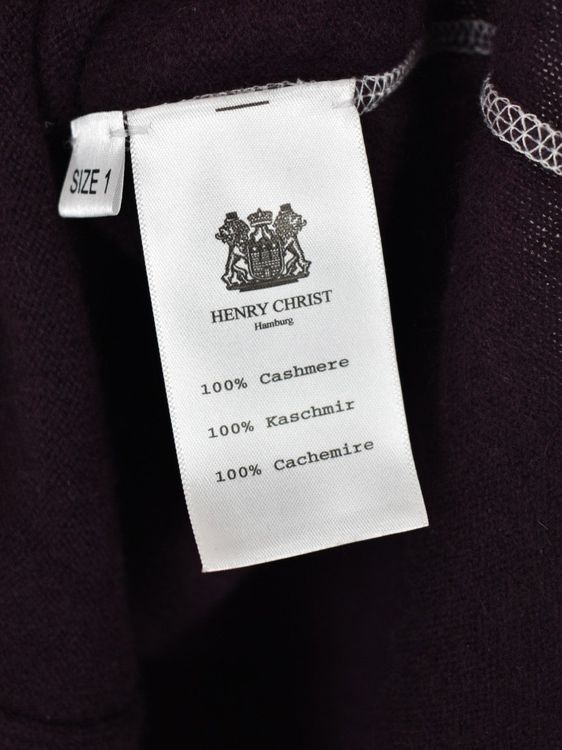 SIZE 1
HENRY CHRIST
Hamburg
100% Cashmere
100% Kaschmir
100% Cachemire